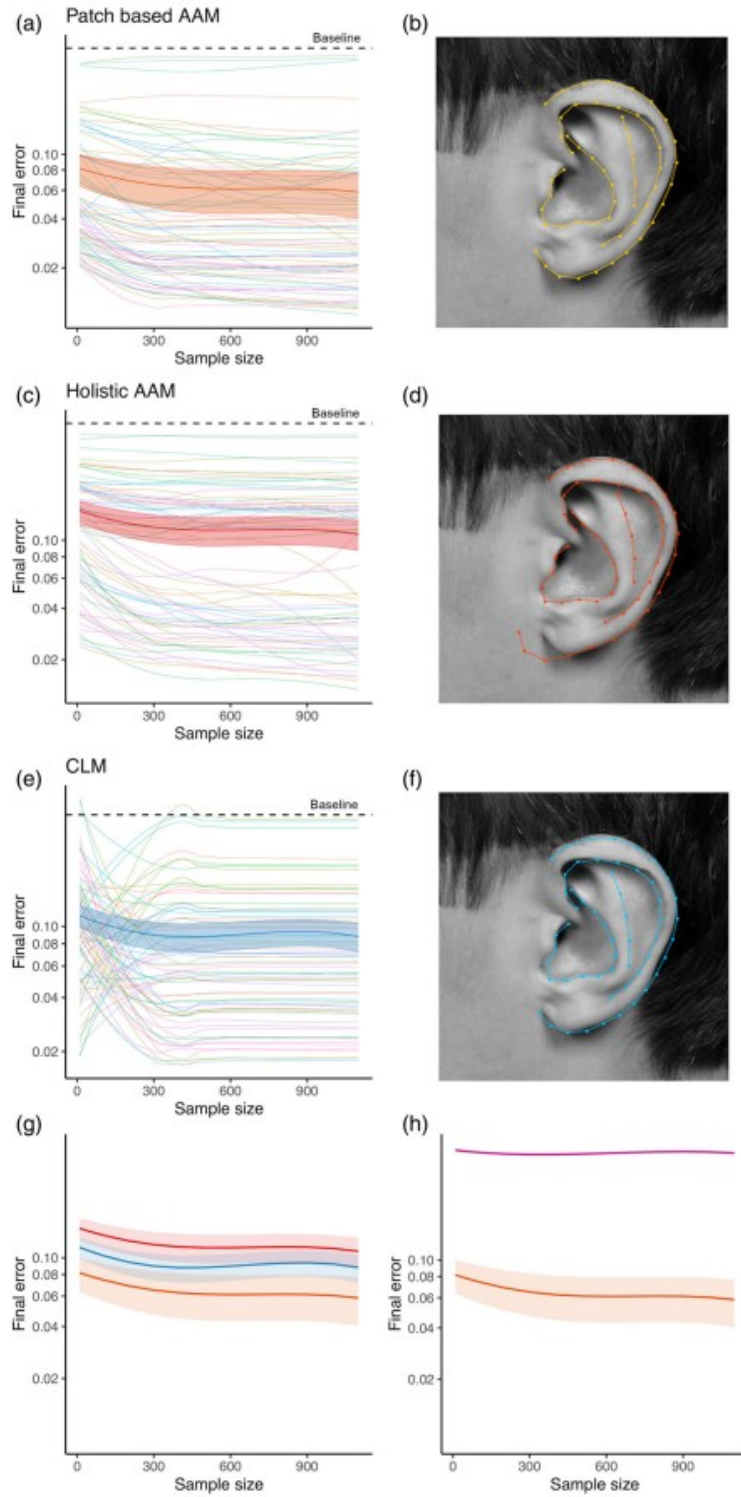 (a) Patch based AAM
(b)
Baseline
0.10
0.08
0.06
0.04
0.02
Final error
0 300 600 900
Sample size
(c) Holistic AAM
(d)
Baseline
0.10
0.08
0.06
0.04
0.02
Final error
0 300 600 900
Sample size
(e) CLM
(f)
Baseline
0.10
0.08
0.06
0.04
0.02
Final error
0 300 600 900
Sample size
(g)
0.10
0.08
0.06
0.04
0.02
Final error
0 300 600 900
Sample size
(h)
0.10
0.08
0.06
0.04
0.02
Final error
0 300 600 900
Sample size